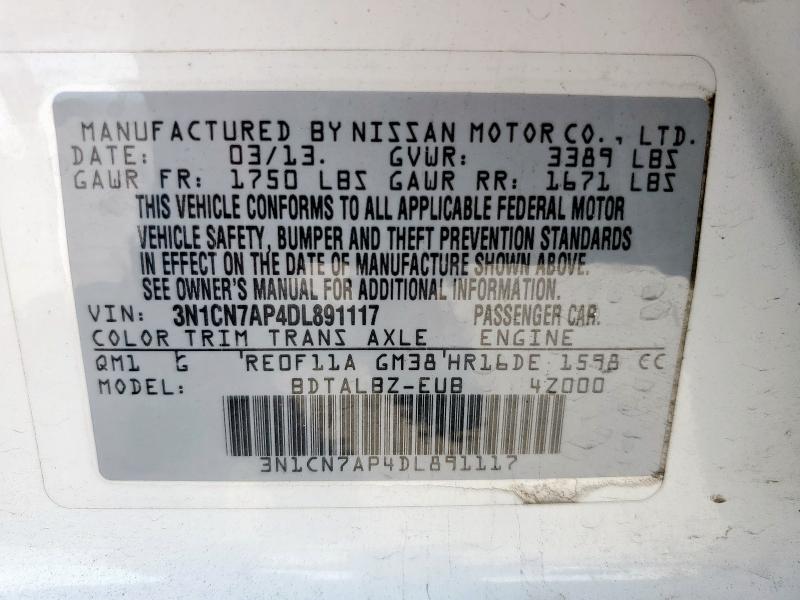 MANUFACTURED BY NISSAN MOTOR CO., LTD.
DATE: 03/13. GVWR: 3389 LBS
GAWR FR: 1750 LBS GAWR RR: 1671 LBS
THIS VEHICLE CONFORMS TO ALL APPLICABLE FEDERAL MOTOR
VEHICLE SAFETY, BUMPER AND THEFT PREVENTION STANDARDS
IN EFFECT ON THE DATE OF MANUFACTURE SHOWN ABOVE.
SEE OWNER'S MANUAL FOR ADDITIONAL INFORMATION.
VIN: 3N1CN7AP4DL891117 PASSENGER CAR.
COLOR TRIM TRANS AXLE ENGINE
QM1 G RE0F11A GM38 HR16DE 1598 CC
MODEL: BDTALBZ-EUB 4Z000
3N1CN7AP4DL891117